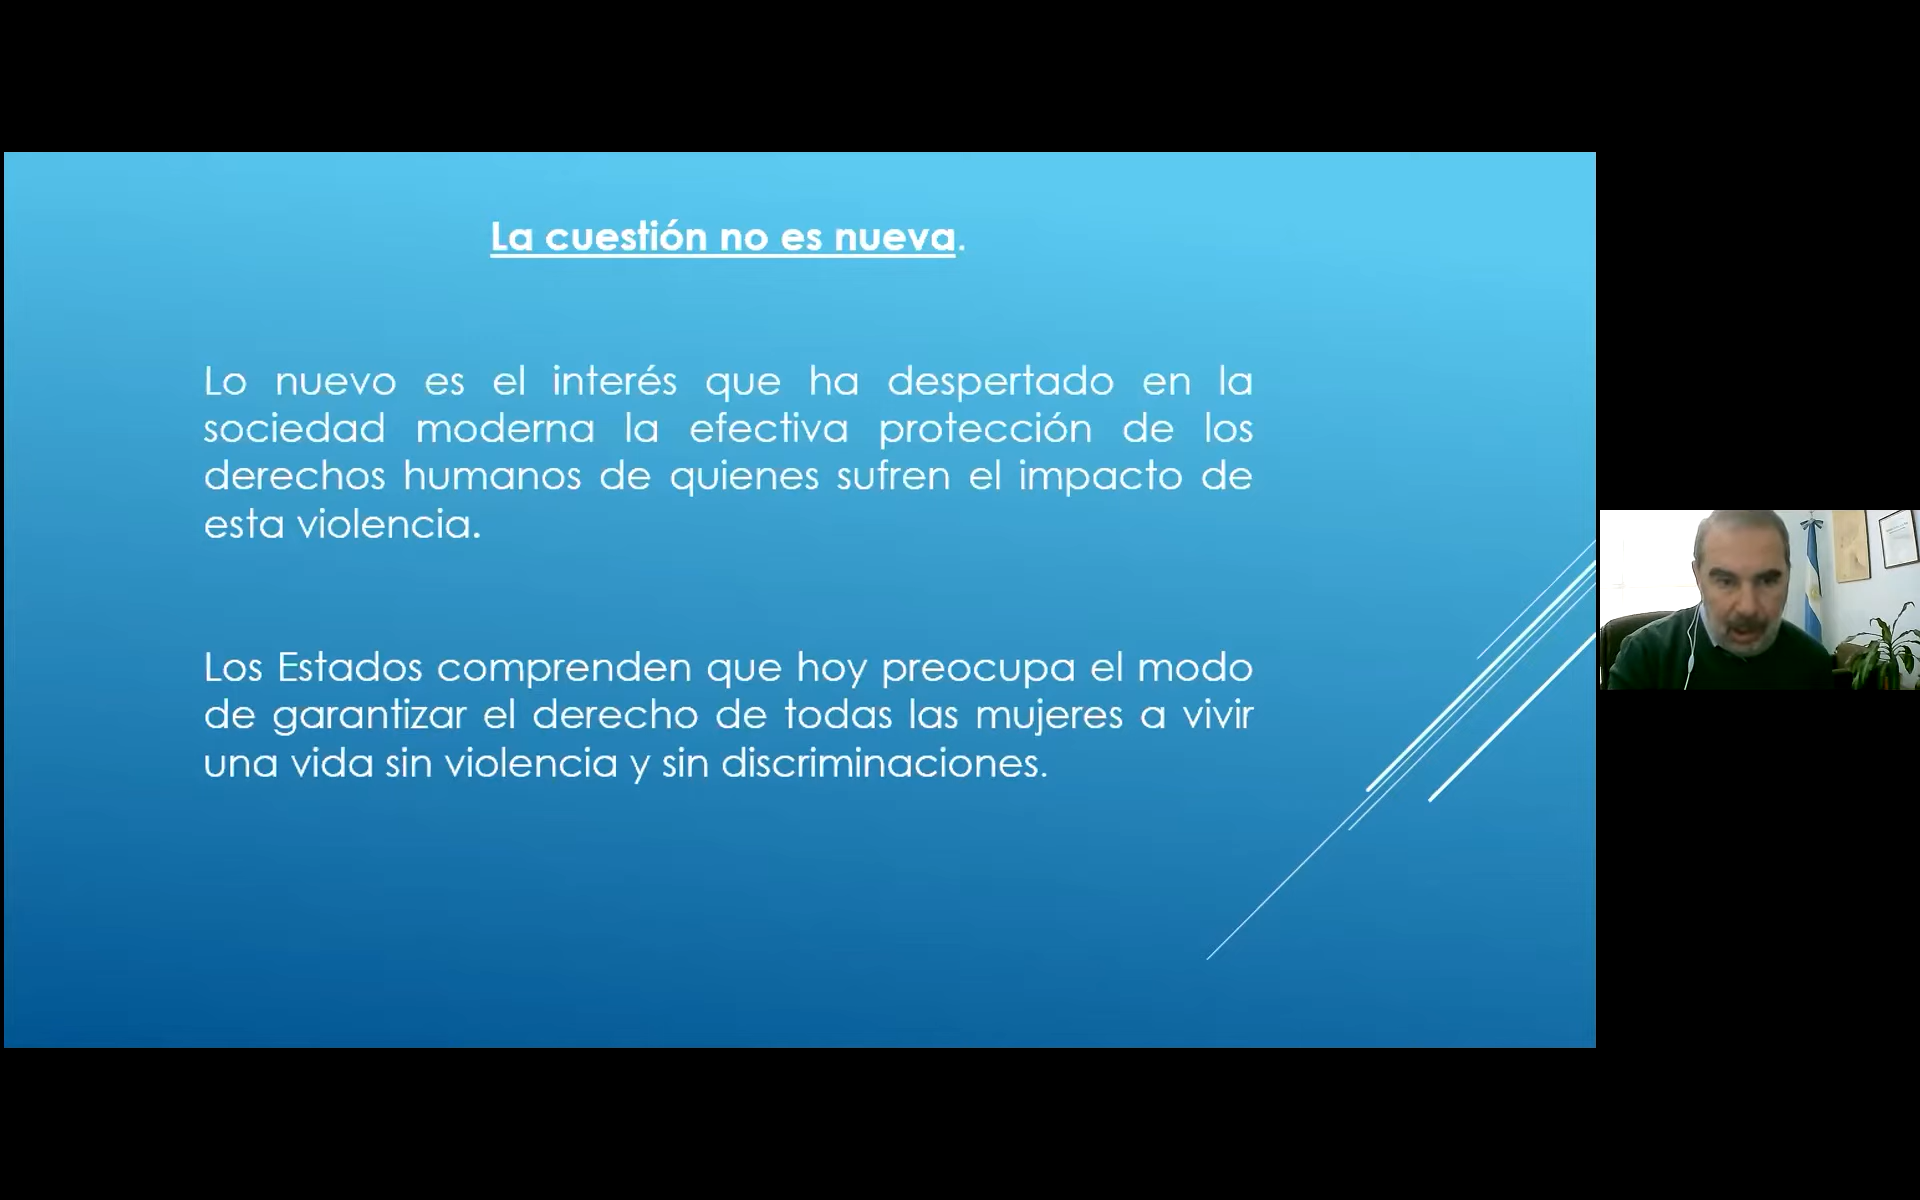 La cuestión no es nueva.
Lo nuevo es el interés que ha despertado en la
sociedad moderna la efectiva protección de los
derechos humanos de quienes sufren el impacto de
esta violencia.
Los Estados comprenden que hoy preocupa el modo
de garantizar el derecho de todas las mujeres a vivir
una vida sin violencia y sin discriminaciones.